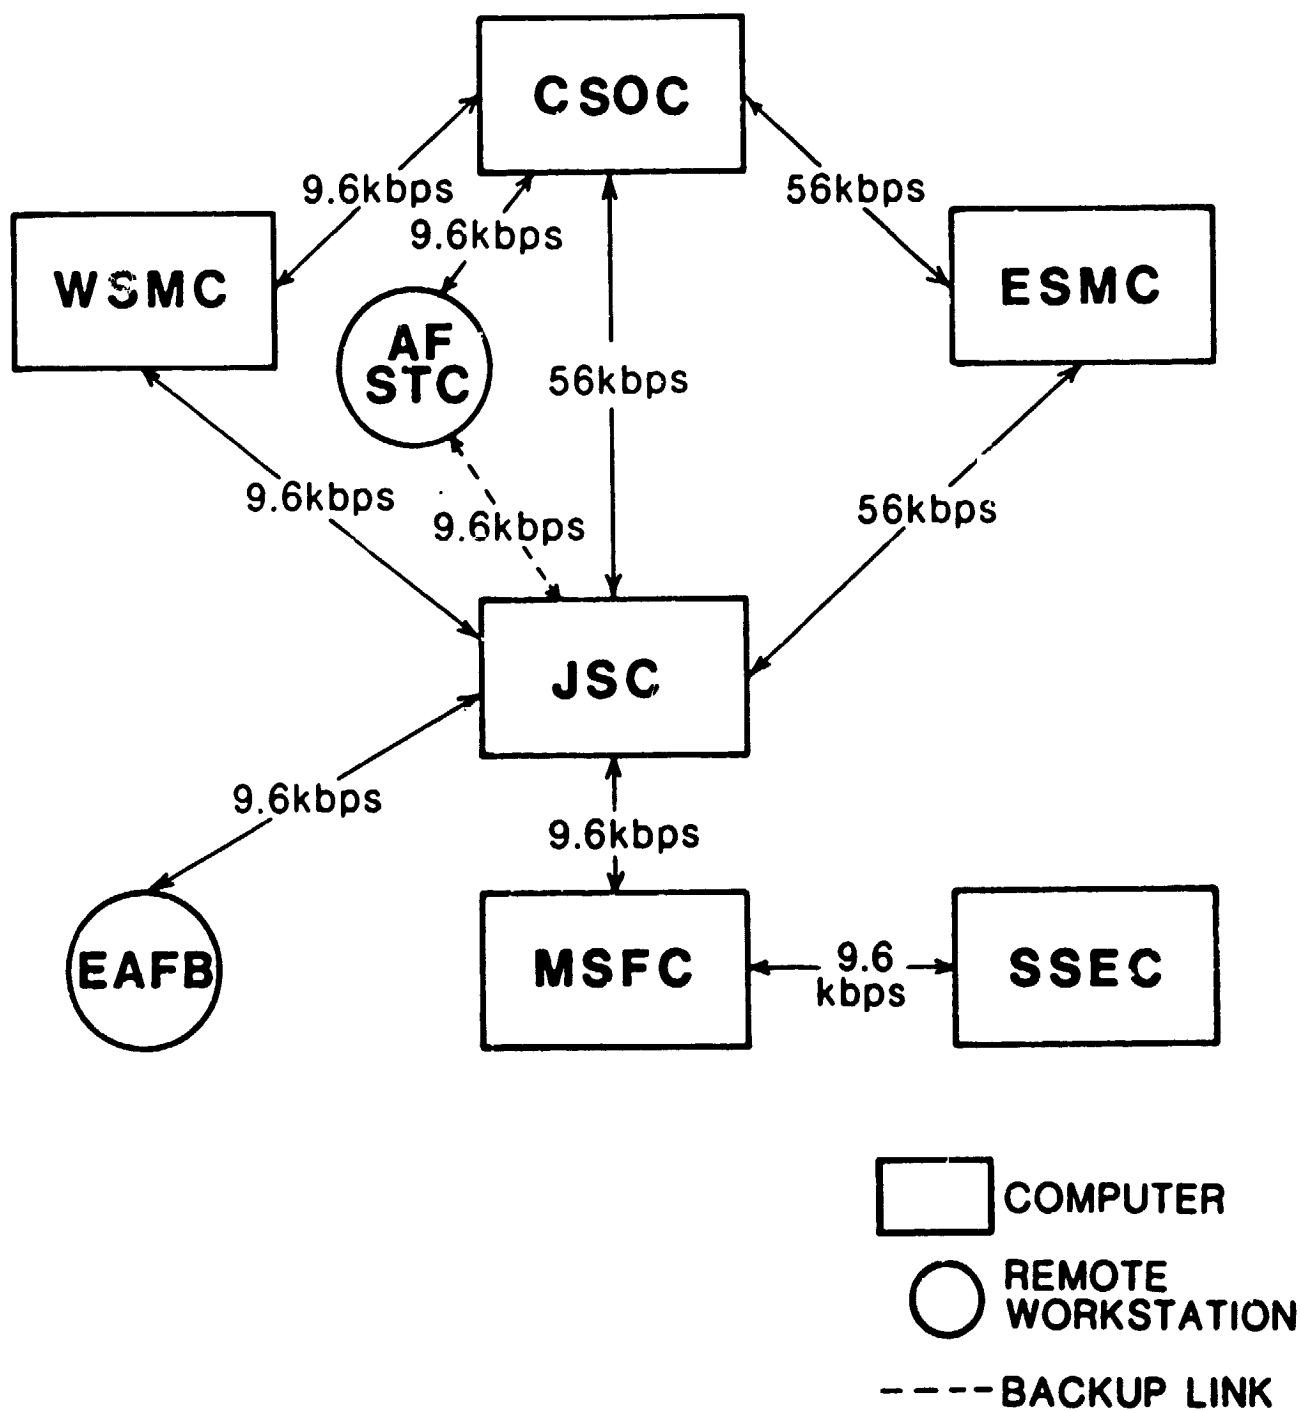 CSOC
9.6kbps
56kbps
9.6kbps
WSMC
ESMC
AF
STC
56kbps
9.6kbps
56kbps
9.6kbps
JSC
9.6kbps
9.6kbps
EAFB
MSFC
9.6
kbps
SSEC
COMPUTER
REMOTE
WORKSTATION
BACKUP LINK